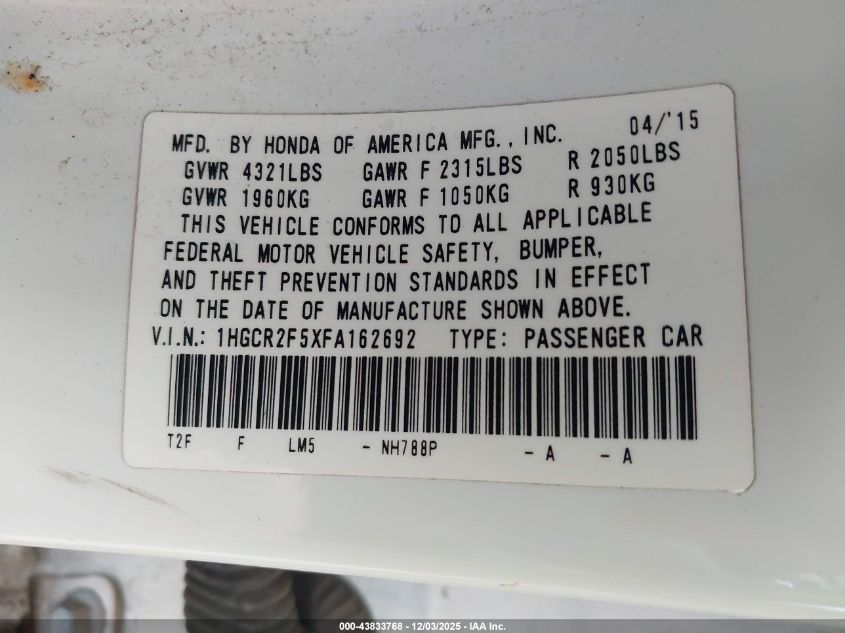 MFD. BY HONDA OF AMERICA MFG., INC. 04/'15
GVWR 4321LBS GAWR F 2315LBS R 2050LBS
GVWR 1960KG GAWR F 1050KG R 930KG
THIS VEHICLE CONFORMS TO ALL APPLICABLE
FEDERAL MOTOR VEHICLE SAFETY, BUMPER,
AND THEFT PREVENTION STANDARDS IN EFFECT
ON THE DATE OF MANUFACTURE SHOWN ABOVE.
V.I.N.: 1HGCR2F5XFA162692 TYPE: PASSENGER CAR
T2F F LM5 - NH788P - A - A
000-43833768 - 12/03/2025 - IAA Inc.